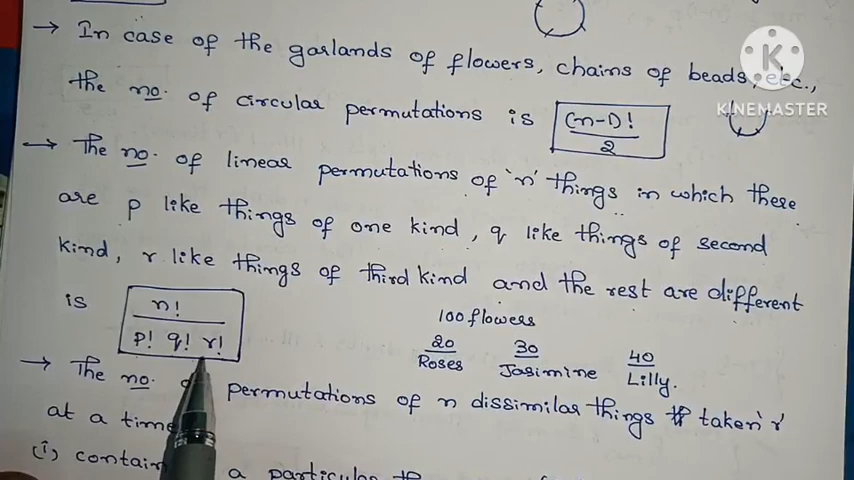 → In case of the garlands of flowers, chains of beads, etc.,
the no. of circular permutations is (n-1)!/2
→ The no. of linear permutations of 'n' things in which there
are p like things of one kind, q like things of second
kind, r like things of third kind and the rest are different
is n!/p! q! r!
100 flowers
20 30 40
Roses Jasimine Lilly.
→ The no. permutations of n dissimilar things taken 'r'
at a time
(i) contain a particular
K
KINEMASTER